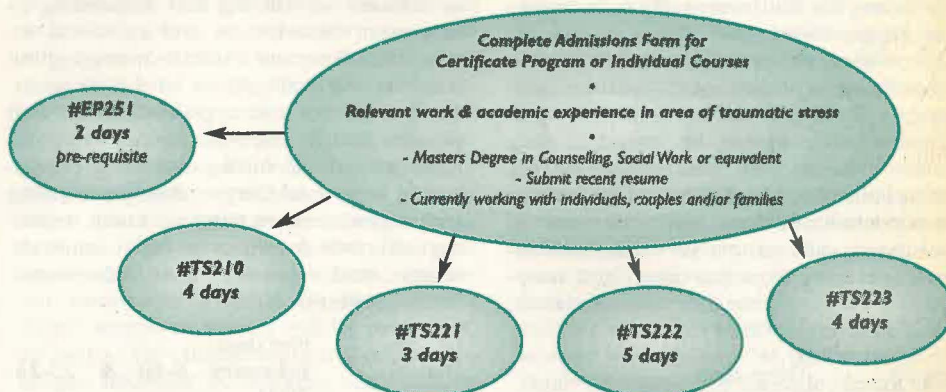 Complete Admissions Form for
Certificate Program or Individual Courses
•
Relevant work & academic experience in area of traumatic stress
•
- Masters Degree in Counselling, Social Work or equivalent
- Submit recent resume
- Currently working with individuals, couples and/or families
#EP251
2 days
pre-requisite
#TS210
4 days
#TS221
3 days
#TS222
5 days
#TS223
4 days